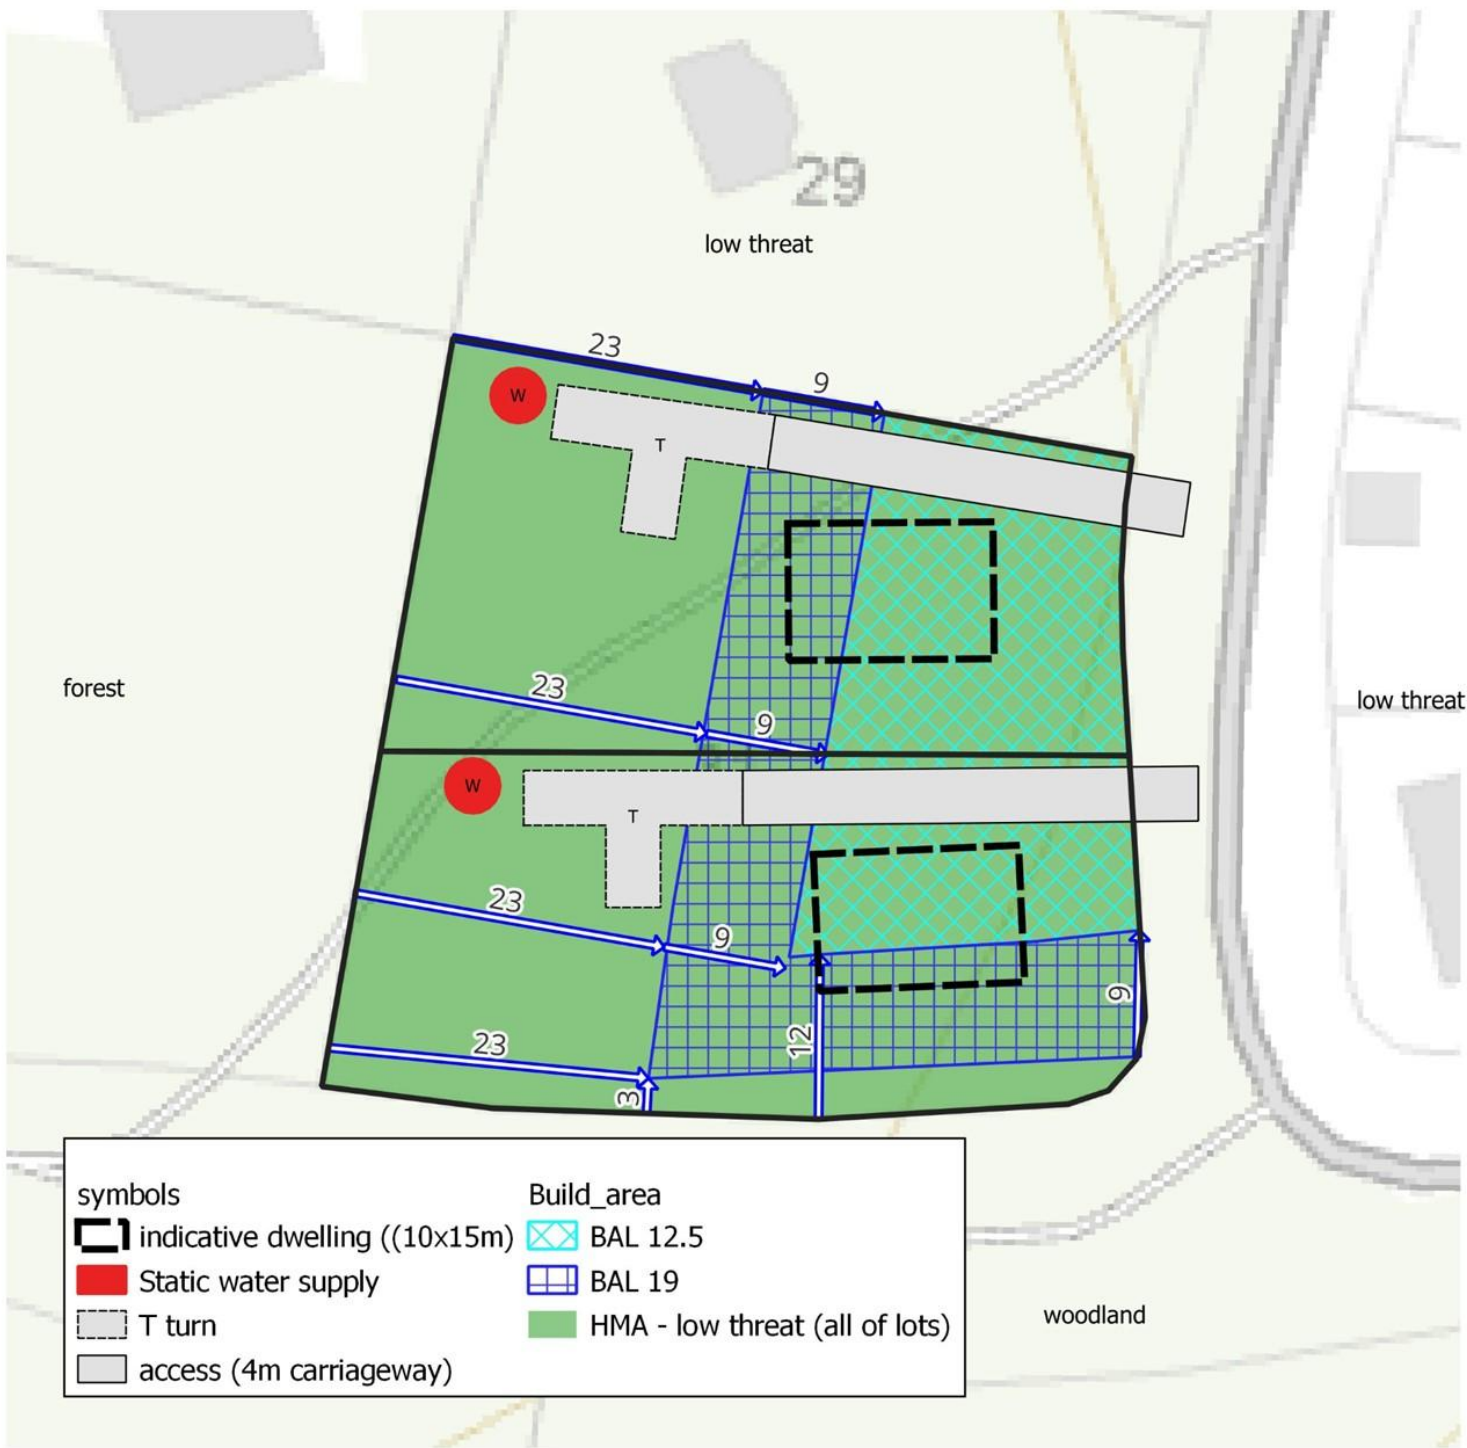 29
low threat
23
9
W
T
23
9
forest
low threat
W
T
23
9
9
12
23
3
symbols
indicative dwelling ((10x15m)
Static water supply
T turn
access (4m carriageway)
Build_area
BAL 12.5
BAL 19
HMA - low threat (all of lots)
woodland